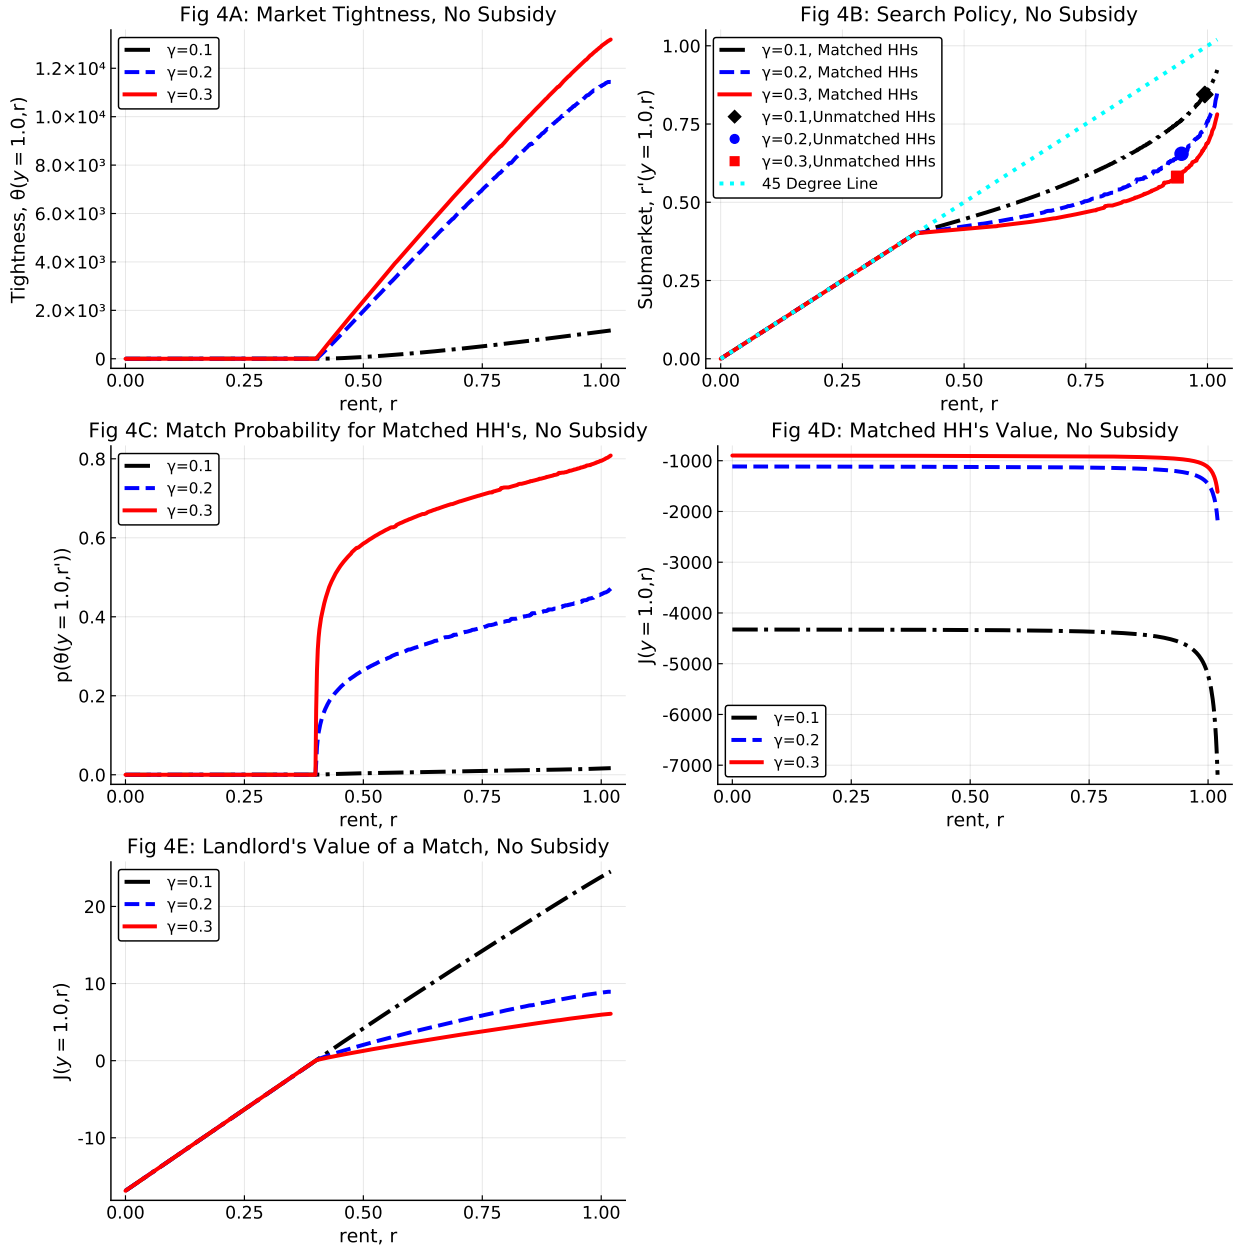 Fig 4A: Market Tightness, No Subsidy
Tightness, θ(y = 1.0,r)
1.2×10⁴
1.0×10⁴
8.0×10³
6.0×10³
4.0×10³
2.0×10³
0
γ=0.1
γ=0.2
γ=0.3
0.00 0.25 0.50 0.75 1.00
rent, r
Fig 4B: Search Policy, No Subsidy
Submarket, r'(y = 1.0,r)
1.00
0.75
0.50
0.25
0.00
γ=0.1, Matched HHs
γ=0.2, Matched HHs
γ=0.3, Matched HHs
γ=0.1,Unmatched HHs
γ=0.2,Unmatched HHs
γ=0.3,Unmatched HHs
45 Degree Line
0.00 0.25 0.50 0.75 1.00
rent, r
Fig 4C: Match Probability for Matched HH's, No Subsidy
p(θ(y = 1.0,r'))
0.8
0.6
0.4
0.2
0.0
γ=0.1
γ=0.2
γ=0.3
0.00 0.25 0.50 0.75 1.00
rent, r
Fig 4D: Matched HH's Value, No Subsidy
J(y = 1.0,r)
-1000
-2000
-3000
-4000
-5000
-6000
-7000
γ=0.1
γ=0.2
γ=0.3
0.00 0.25 0.50 0.75 1.00
rent, r
Fig 4E: Landlord's Value of a Match, No Subsidy
J(y = 1.0,r)
20
10
0
-10
γ=0.1
γ=0.2
γ=0.3
0.00 0.25 0.50 0.75 1.00
rent, r